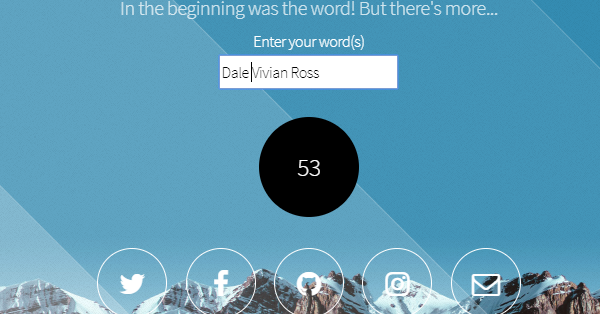 In the beginning was the word! But there's more...
Enter your word(s)
Dale Vivian Ross
53